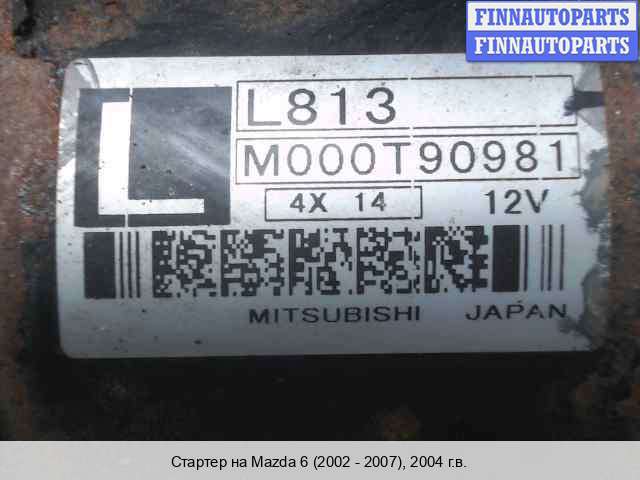 FINNAUTOPARTS
FINNAUTOPARTS
L
L813
M000T90981
4X 14
12V
MITSUBISHI JAPAN
Стартер на Mazda 6 (2002 - 2007), 2004 г.в.